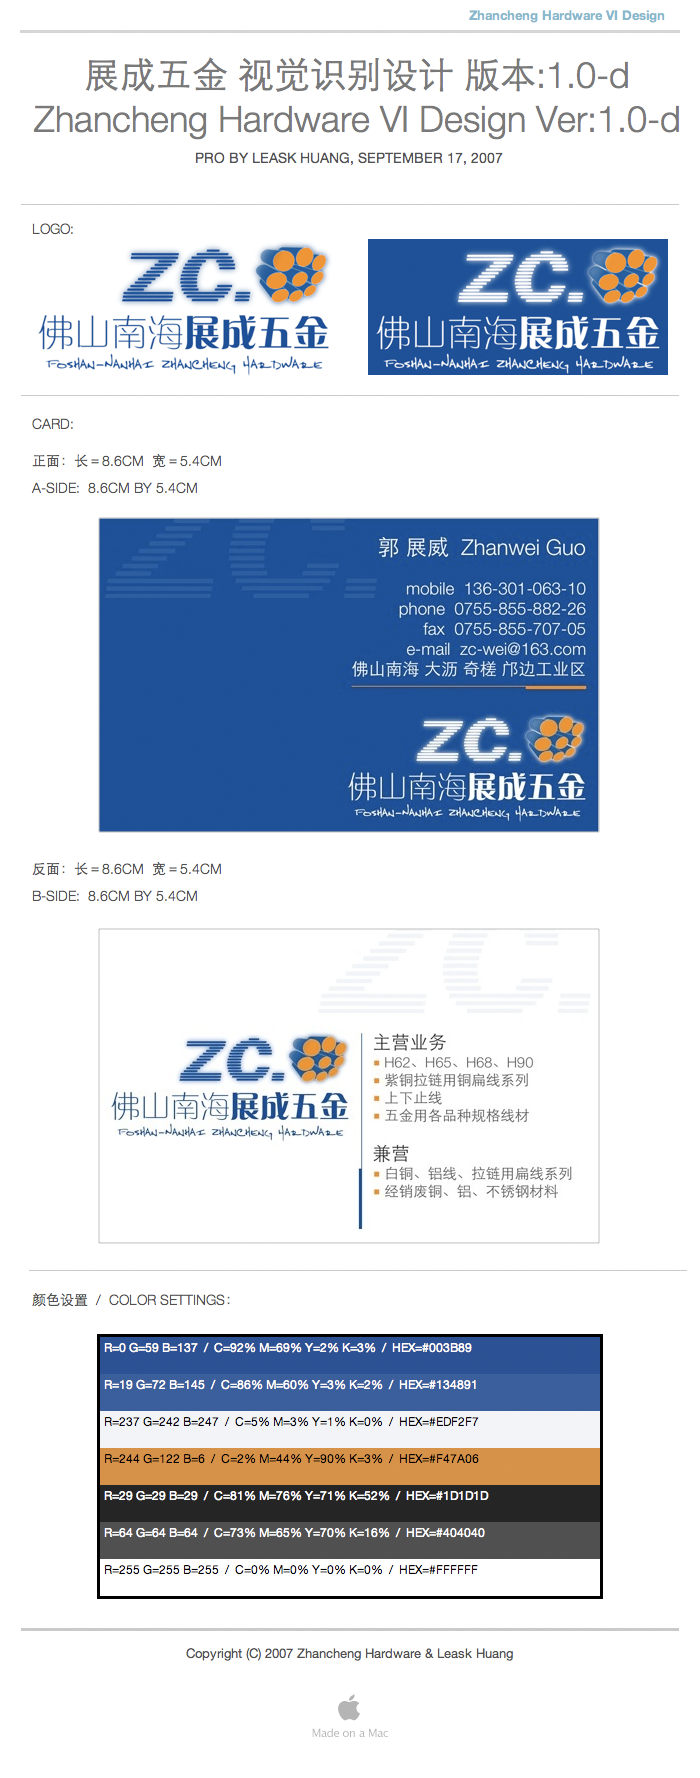 Zhancheng Hardware VI Design
展成五金 视觉识别设计 版本:1.0-d
Zhancheng Hardware VI Design Ver:1.0-d
PRO BY LEASK HUANG, SEPTEMBER 17, 2007
LOGO:
ZC.
佛山南海展成五金
FOSHAN-NANHAI ZHANCHENG HARDWARE
ZC.
佛山南海展成五金
FOSHAN-NANHAI ZHANCHENG HARDWARE
CARD:
正面：长＝8.6CM 宽＝5.4CM
A-SIDE: 8.6CM BY 5.4CM
ZC.
郭 展威 Zhanwei Guo
mobile 136-301-063-10
phone 0755-855-882-26
fax 0755-855-707-05
e-mail zc-wei@163.com
佛山南海 大沥 奇槎 邝边工业区
ZC.
佛山南海展成五金
FOSHAN-NANHAI ZHANCHENG HARDWARE
反面：长＝8.6CM 宽＝5.4CM
B-SIDE: 8.6CM BY 5.4CM
ZC.
ZC.
佛山南海展成五金
FOSHAN-NANHAI ZHANCHENG HARDWARE
主营业务
H62、H65、H68、H90
紫铜拉链用铜扁线系列
上下止线
五金用各品种规格线材
兼营
白铜、铝线、拉链用扁线系列
经销废铜、铝、不锈钢材料
颜色设置 / COLOR SETTINGS:
R=0 G=59 B=137 / C=92% M=69% Y=2% K=3% / HEX=#003B89
R=19 G=72 B=145 / C=86% M=60% Y=3% K=2% / HEX=#134891
R=237 G=242 B=247 / C=5% M=3% Y=1% K=0% / HEX=#EDF2F7
R=244 G=122 B=6 / C=2% M=44% Y=90% K=3% / HEX=#F47A06
R=29 G=29 B=29 / C=81% M=76% Y=71% K=52% / HEX=#1D1D1D
R=64 G=64 B=64 / C=73% M=65% Y=70% K=16% / HEX=#404040
R=255 G=255 B=255 / C=0% M=0% Y=0% K=0% / HEX=#FFFFFF
Copyright (C) 2007 Zhancheng Hardware & Leask Huang
Made on a Mac